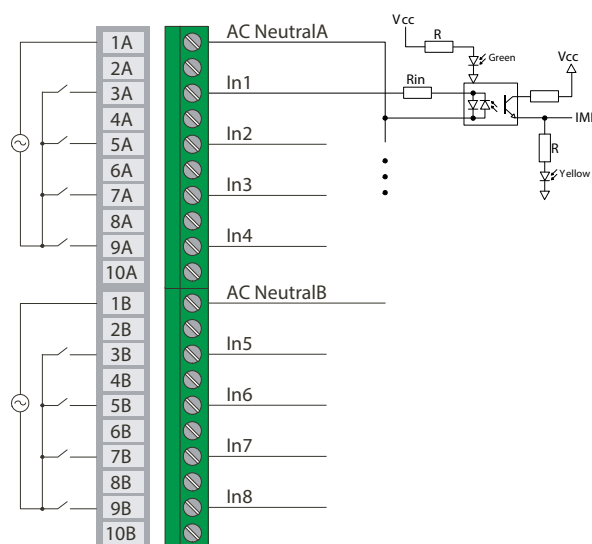 Vcc
R
Green
Vcc
Rin
IMI
R
Yellow
1A AC NeutralA
2A
3A In1
4A
5A In2
6A
7A In3
8A
9A In4
10A
1B AC NeutralB
2B
3B In5
4B
5B In6
6B
7B In7
8B
9B In8
10B